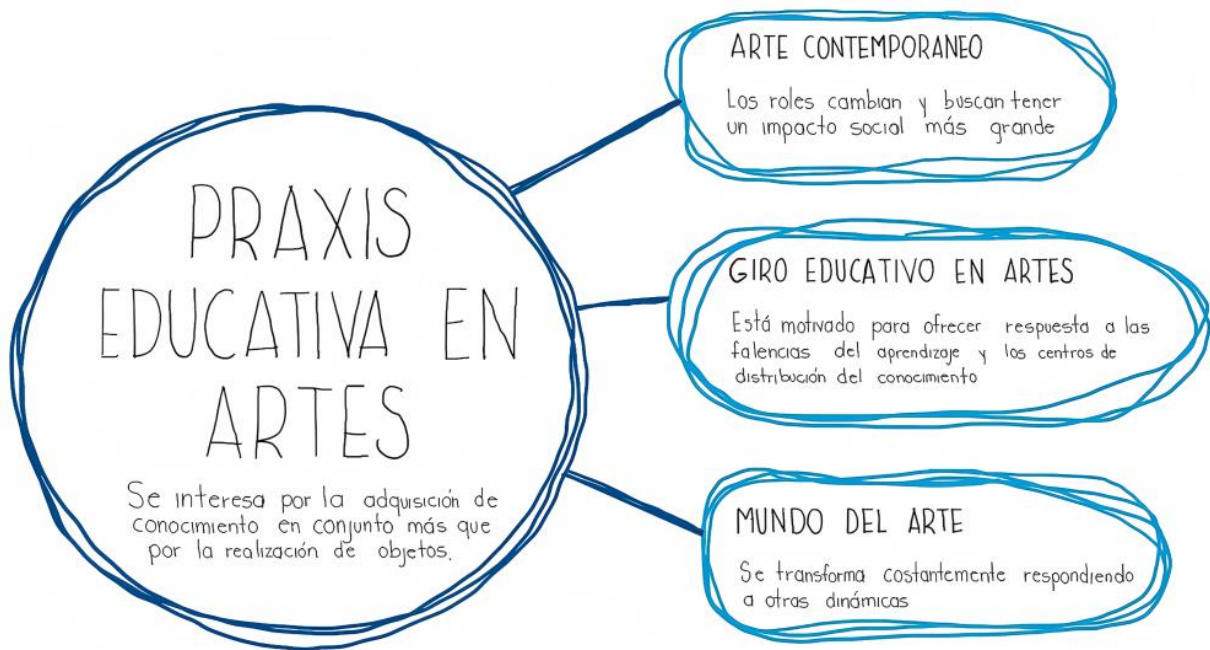 PRAXIS
EDUCATIVA EN
ARTES
Se interesa por la adquisición de
conocimiento en conjunto más que
por la realización de objetos.
ARTE CONTEMPORANEO
Los roles cambian y buscan tener
un impacto social más grande
GIRO EDUCATIVO EN ARTES
Está motivado para ofrecer respuesta a las
falencias del aprendizaje y los centros de
distribución del conocimiento
MUNDO DEL ARTE
Se transforma costantemente respondiendo
a otras dinámicas